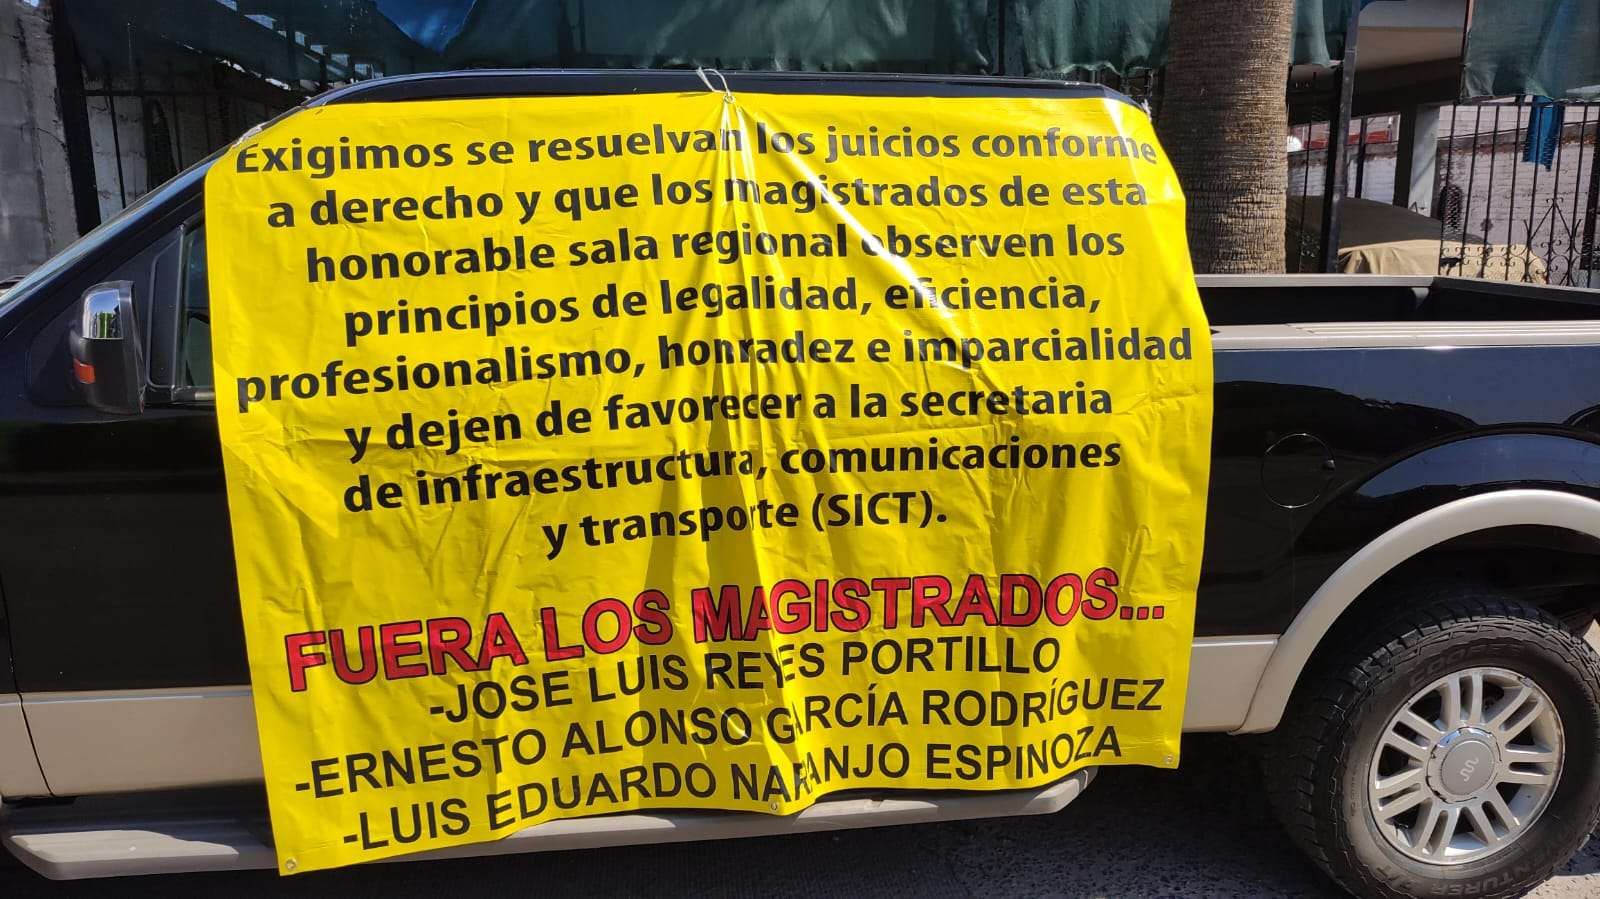 Exigimos se resuelvan los juicios conforme
a derecho y que los magistrados de esta
honorable sala regional observen los
principios de legalidad, eficiencia,
profesionalismo, honradez e imparcialidad
y dejen de favorecer a la secretaria
de infraestructura, comunicaciones
y transporte (SICT).
FUERA LOS MAGISTRADOS...
-JOSE LUIS REYES PORTILLO
-ERNESTO ALONSO GARCÍA RODRÍGUEZ
-LUIS EDUARDO NARANJO ESPINOZA
COOPER